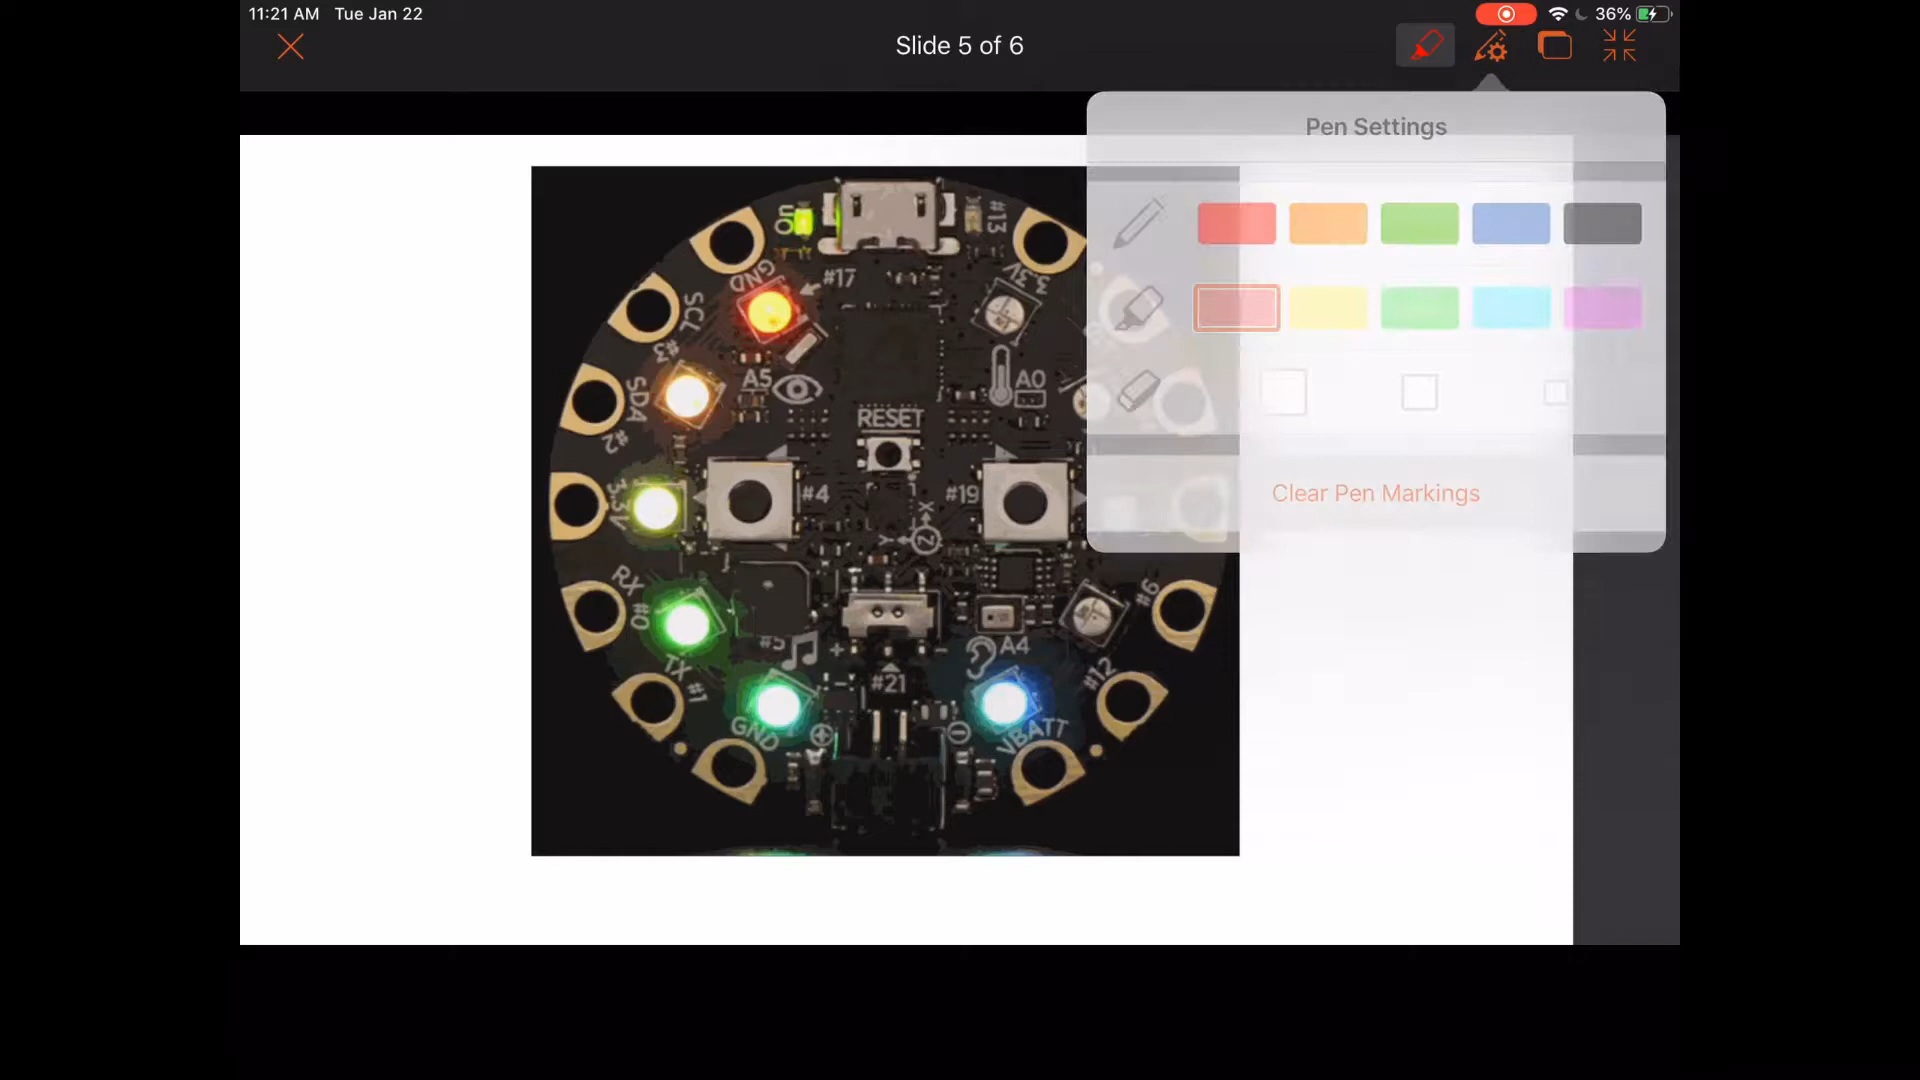 11:21 AM Tue Jan 22
36%
Slide 5 of 6
Pen Settings
Clear Pen Markings
On
#13
GND
#17
3.3V
SCL
#3
A5
A0
SDA
#2
RESET
3.3V
#4
#19
X
Y
Z
RX
#0
#6
#5
+
-
A4
TX
#1
#21
#12
GND
VBATT